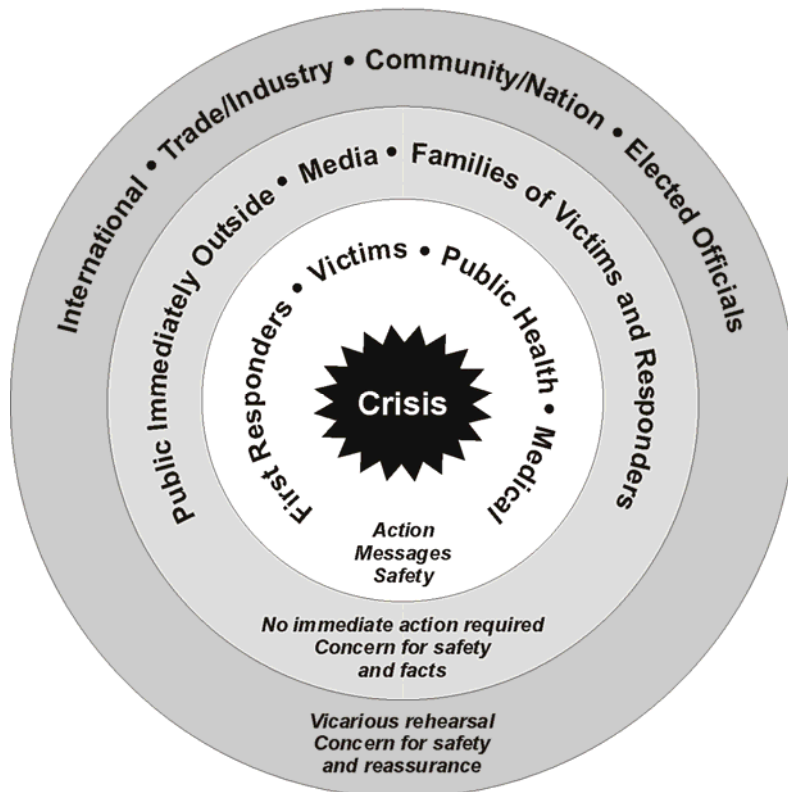 International • Trade/Industry • Community/Nation • Elected Officials
Public Immediately Outside • Media • Families of Victims and Responders
First Responders • Victims • Public Health • Medical
Crisis
Action
Messages
Safety
No immediate action required
Concern for safety
and facts
Vicarious rehearsal
Concern for safety
and reassurance